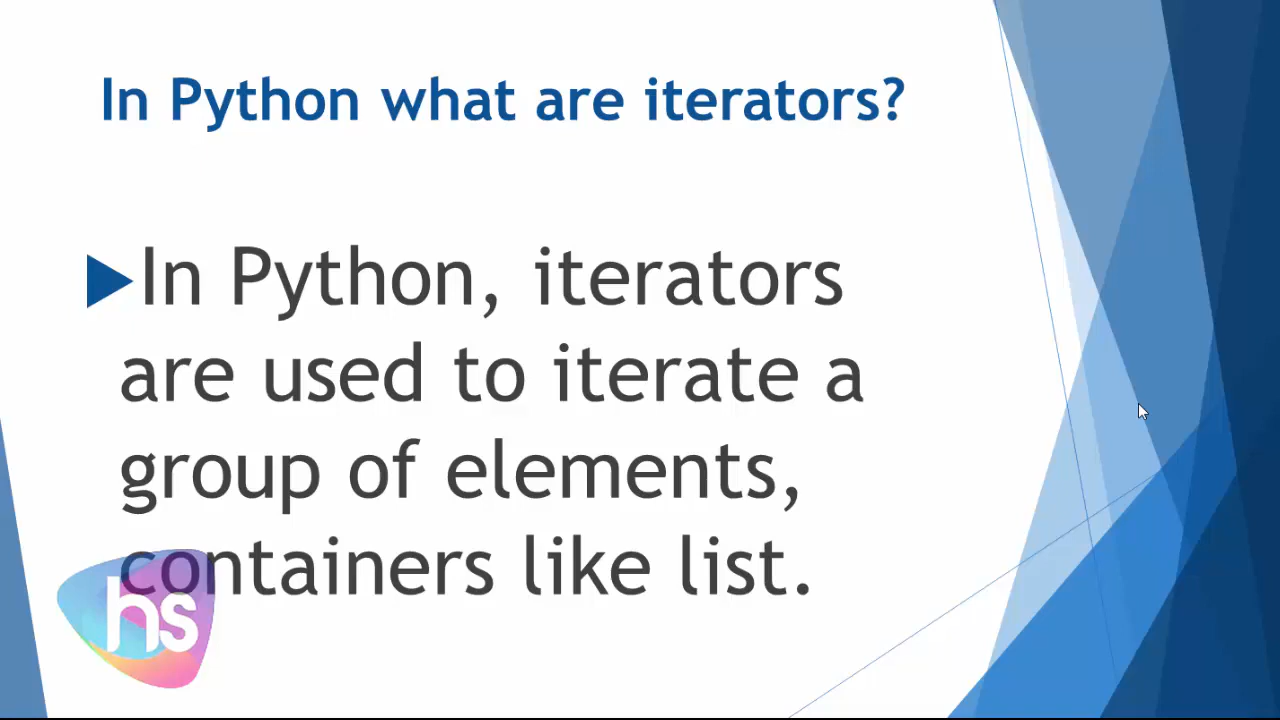 In Python what are iterators?
In Python, iterators
are used to iterate a
group of elements,
containers like list.
hs